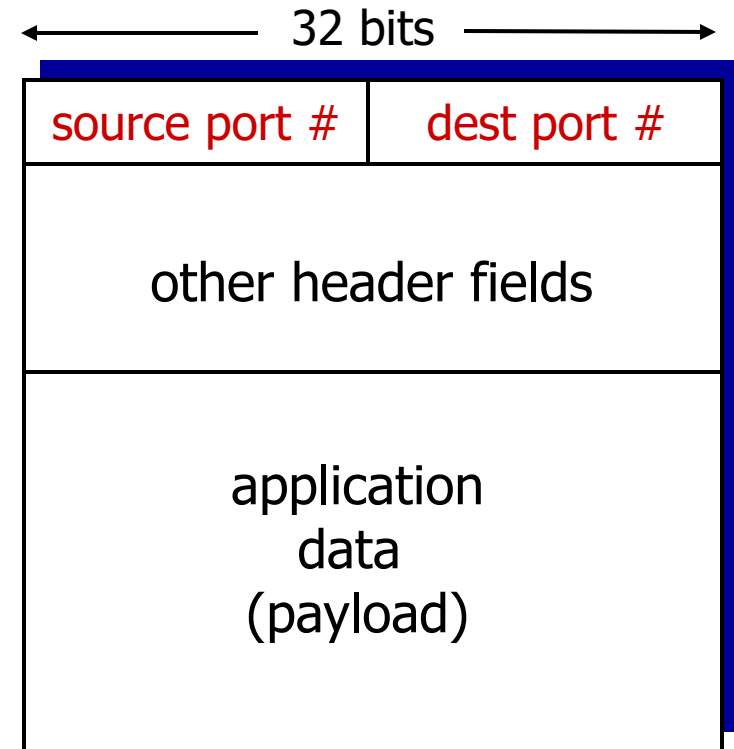 32 bits
source port # dest port #
other header fields
application
data
(payload)